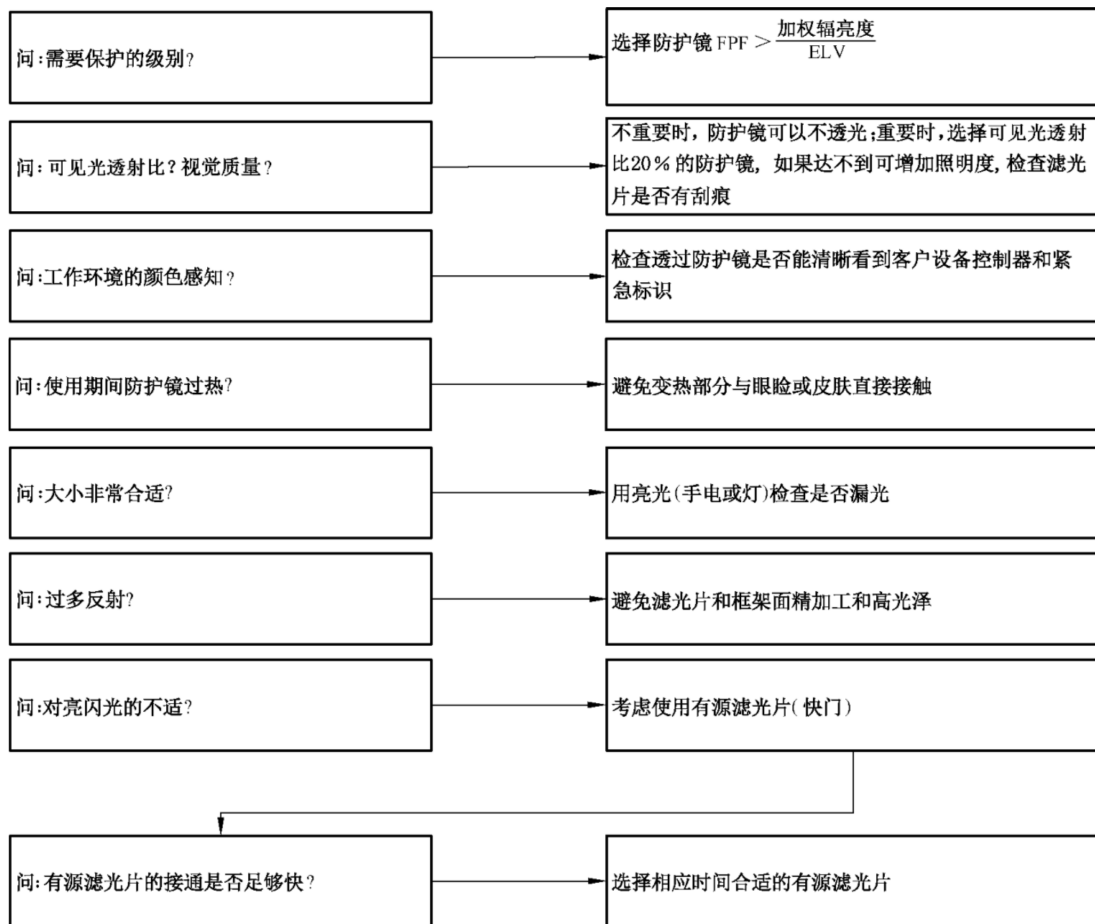 问:需要保护的级别?
选择防护镜 FPF > 加权辐亮度/ELV
问:可见光透射比?视觉质量?
不重要时,防护镜可以不透光;重要时,选择可见光透射
比20%的防护镜, 如果达不到可增加照明度,检查滤光
片是否有刮痕
问:工作环境的颜色感知?
检查透过防护镜是否能清晰看到客户设备控制器和紧
急标识
问:使用期间防护镜过热?
避免变热部分与眼睑或皮肤直接接触
问:大小非常合适?
用亮光(手电或灯)检查是否漏光
问:过多反射?
避免滤光片和框架面精加工和高光泽
问:对亮闪光的不适?
考虑使用有源滤光片(快门)
问:有源滤光片的接通是否足够快?
选择相应时间合适的有源滤光片